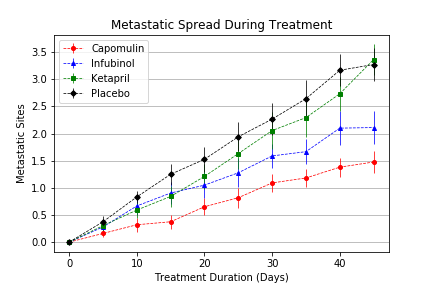 Metastatic Spread During Treatment
Capomulin
Infubinol
Ketapril
Placebo
3.5
3.0
2.5
2.0
1.5
1.0
0.5
0.0
Metastatic Sites
0 10 20 30 40
Treatment Duration (Days)